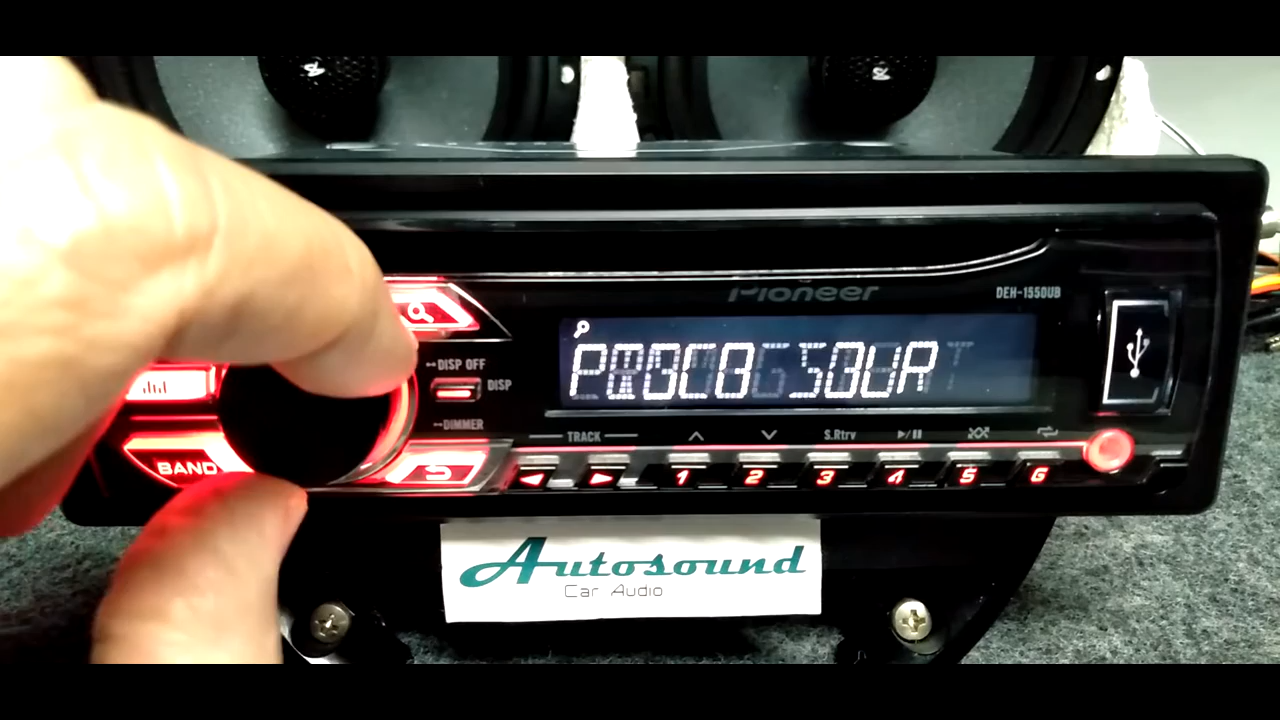 Pioneer
DEH-1550UB
DISP OFF
DISP
DIMMER
BAND
TRACK
S.Rtrv
1 2 3 4 5 6
Autosound
Car Audio